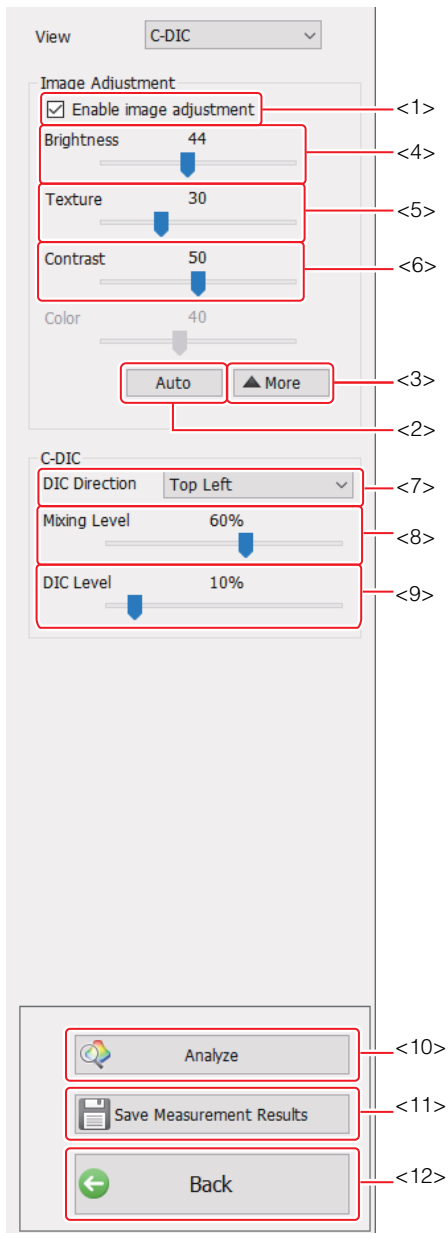 View C-DIC
Image Adjustment
Enable image adjustment <1>
Brightness 44 <4>
Texture 30 <5>
Contrast 50 <6>
Color 40
Auto More <3>
<2>
C-DIC
DIC Direction Top Left <7>
Mixing Level 60% <8>
DIC Level 10% <9>
Analyze <10>
Save Measurement Results <11>
Back <12>